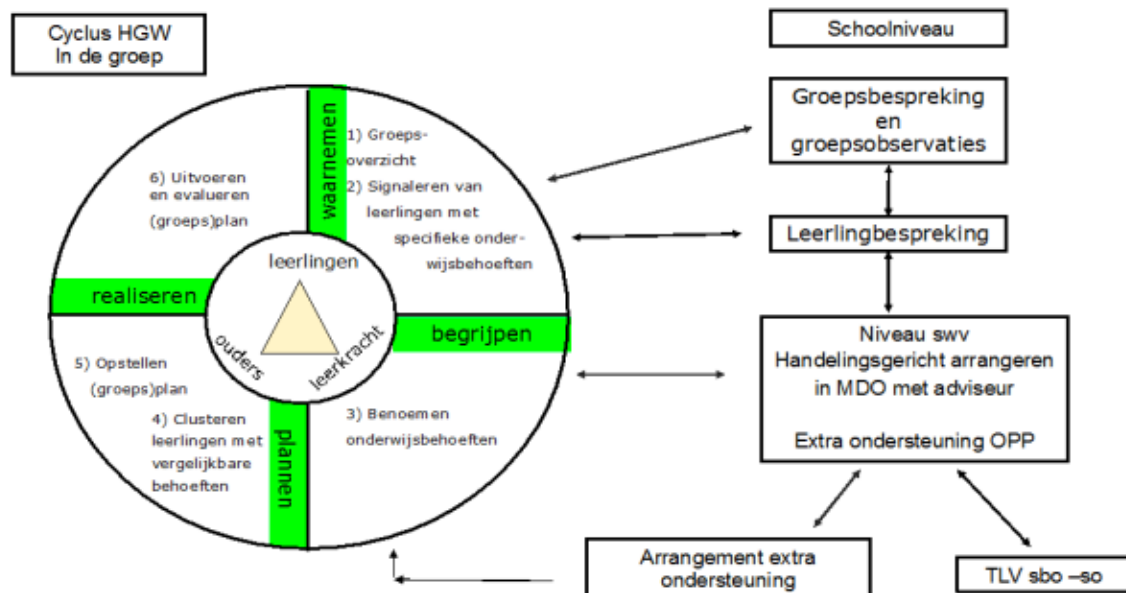 Cyclus HGW
In de groep
Schoolniveau
Groepsbespreking
en
groepsobservaties
Leerlingbespreking
Niveau swv
Handelingsgericht arrangeren
in MDO met adviseur
Extra ondersteuning OPP
Arrangement extra
ondersteuning
TLV sbo –so
waarnemen
1) Groeps-
overzicht
2) Signaleren van
leerlingen met
specifieke onder-
wijsbehoeften
begrijpen
3) Benoemen
onderwijsbehoeften
plannen
4) Clusteren
leerlingen met
vergelijkbare
behoeften
5) Opstellen
(groeps)plan
realiseren
6) Uitvoeren
en evalueren
(groeps)plan
leerlingen
ouders
leerkracht